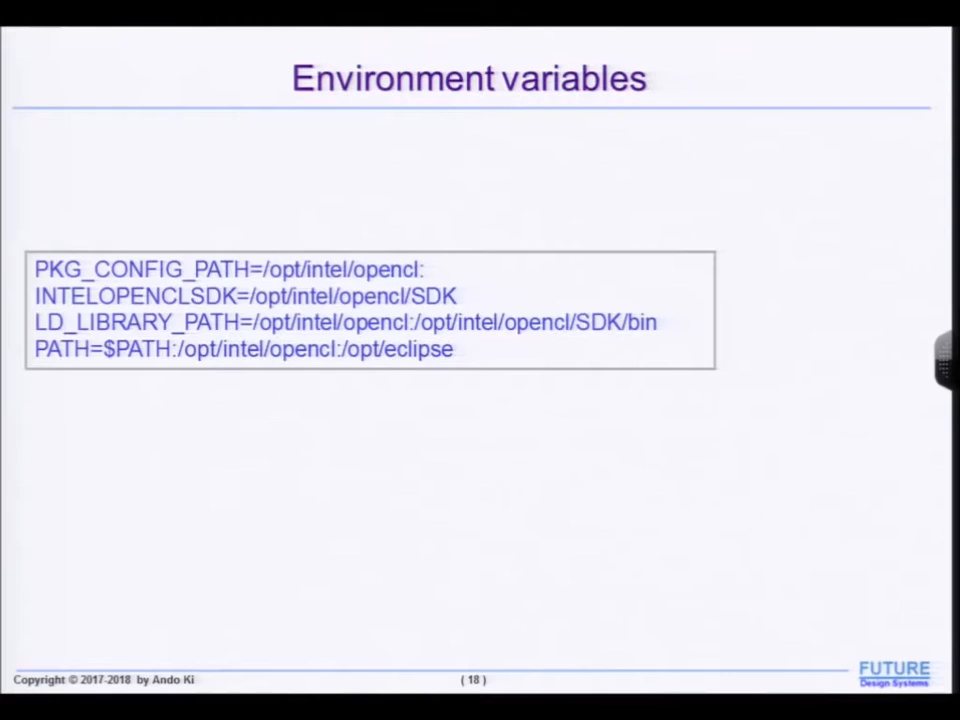 Environment variables
PKG_CONFIG_PATH=/opt/intel/opencl:
INTELOPENCLSDK=/opt/intel/opencl/SDK
LD_LIBRARY_PATH=/opt/intel/opencl:/opt/intel/opencl/SDK/bin
PATH=$PATH:/opt/intel/opencl:/opt/eclipse
Copyright © 2017-2018 by Ando Ki
( 18 )
FUTURE
Design Systems